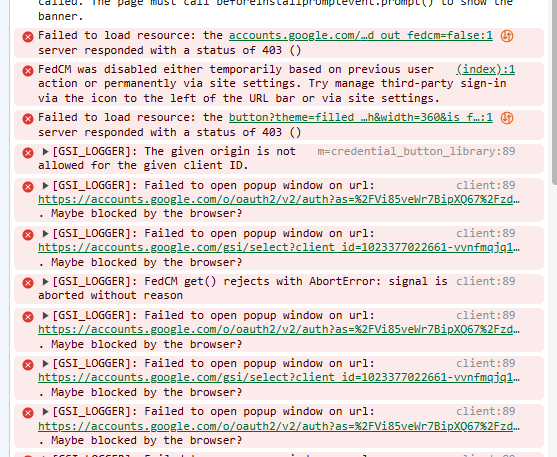 called. The page must call beforeinstallpromptevent.prompt() to show the
banner.
Failed to load resource: the accounts.google.com/…d_out_fedcm=false:1
server responded with a status of 403 ()
FedCM was disabled either temporarily based on previous user (index):1
action or permanently via site settings. Try manage third-party sign-in
via the icon to the left of the URL bar or via site settings.
Failed to load resource: the button?theme=filled_…h&width=360&is_f…:1
server responded with a status of 403 ()
[GSI_LOGGER]: The given origin is not m=credential_button_library:89
allowed for the given client ID.
[GSI_LOGGER]: Failed to open popup window on url: client:89
https://accounts.google.com/o/oauth2/v2/auth?as=%2FVi85veWr7BipXQ67%2Fzd…
. Maybe blocked by the browser?
[GSI_LOGGER]: Failed to open popup window on url: client:89
https://accounts.google.com/gsi/select?client_id=1023377022661-vvnfmqjq1…
. Maybe blocked by the browser?
[GSI_LOGGER]: FedCM get() rejects with AbortError: signal is client:89
aborted without reason
[GSI_LOGGER]: Failed to open popup window on url: client:89
https://accounts.google.com/o/oauth2/v2/auth?as=%2FVi85veWr7BipXQ67%2Fzd…
. Maybe blocked by the browser?
[GSI_LOGGER]: Failed to open popup window on url: client:89
https://accounts.google.com/gsi/select?client_id=1023377022661-vvnfmqjq1…
. Maybe blocked by the browser?
[GSI_LOGGER]: Failed to open popup window on url: client:89
https://accounts.google.com/o/oauth2/v2/auth?as=%2FVi85veWr7BipXQ67%2Fzd…
. Maybe blocked by the browser?